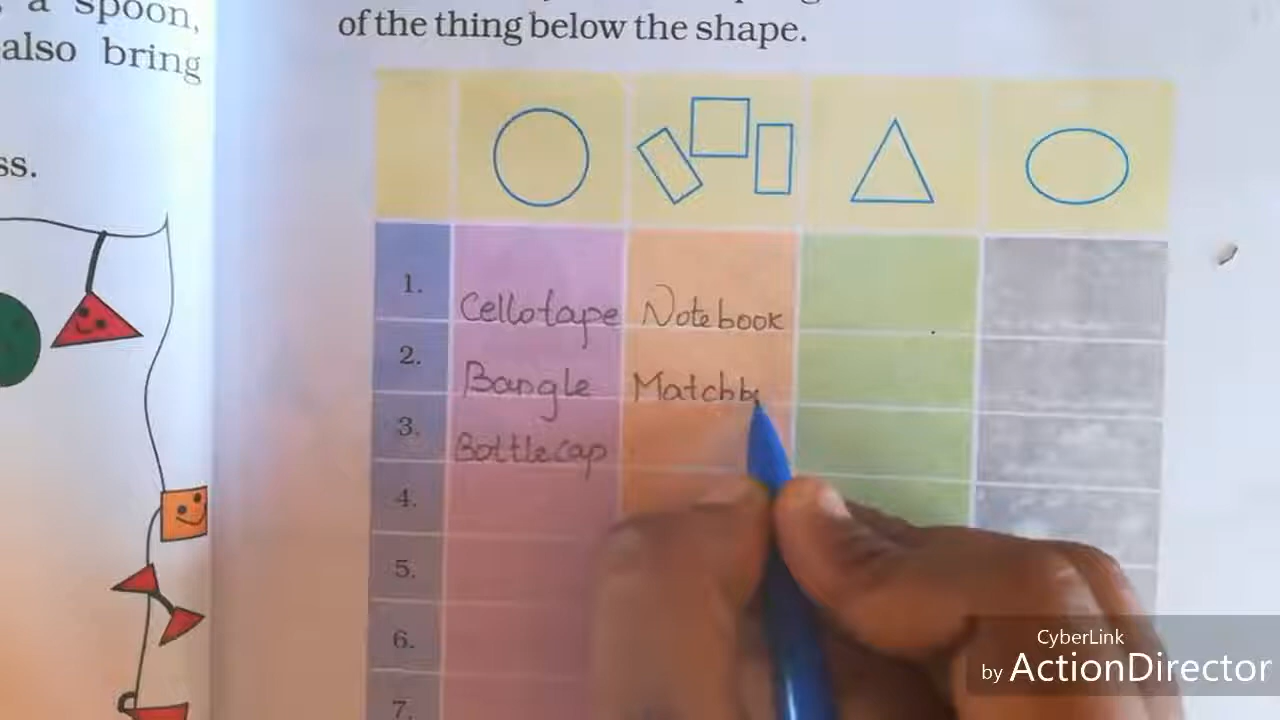 a spoon,
also bring
ss.
of the thing below the shape.
1. Cellotape Notebook
2. Bangle Matchb
3. Bottlecap
4.
5.
6.
7.
CyberLink
by ActionDirector